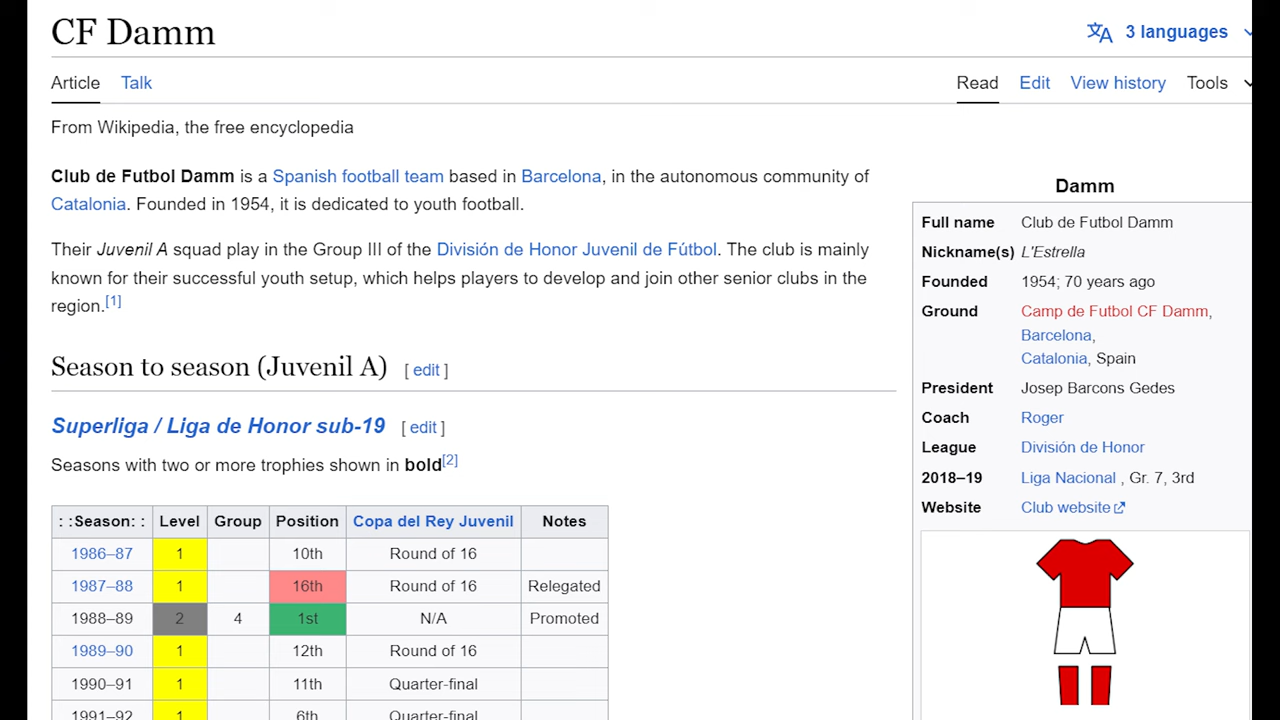 CF Damm
3 languages
Article Talk Read Edit View history Tools
From Wikipedia, the free encyclopedia
Club de Futbol Damm is a Spanish football team based in Barcelona, in the autonomous community of
Catalonia. Founded in 1954, it is dedicated to youth football.
Their Juvenil A squad play in the Group III of the División de Honor Juvenil de Fútbol. The club is mainly
known for their successful youth setup, which helps players to develop and join other senior clubs in the
region.[1]
Season to season (Juvenil A) [ edit ]
Superliga / Liga de Honor sub-19 [ edit ]
Seasons with two or more trophies shown in bold[2]
: :Season: : Level Group Position Copa del Rey Juvenil Notes
1986–87 1 10th Round of 16
1987–88 1 16th Round of 16 Relegated
1988–89 2 4 1st N/A Promoted
1989–90 1 12th Round of 16
1990–91 1 11th Quarter-final
1991–92 1 6th Quarter-final
Damm
Full name Club de Futbol Damm
Nickname(s) L'Estrella
Founded 1954; 70 years ago
Ground Camp de Futbol CF Damm,
Barcelona,
Catalonia, Spain
President Josep Barcons Gedes
Coach Roger
League División de Honor
2018–19 Liga Nacional , Gr. 7, 3rd
Website Club website